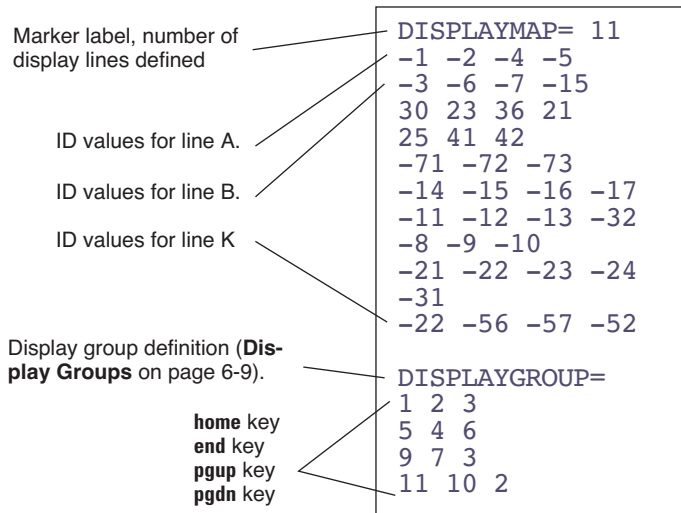 Marker label, number of
display lines defined
ID values for line A.
ID values for line B.
ID values for line K
Display group definition (Dis-
play Groups on page 6-9).
home key
end key
pgup key
pgdn key
DISPLAYMAP= 11
–1 –2 –4 –5
–3 –6 –7 –15
30 23 36 21
25 41 42
–71 –72 –73
–14 –15 –16 –17
–11 –12 –13 –32
–8 –9 –10
–21 –22 –23 –24
–31
–22 –56 –57 –52
DISPLAYGROUP=
1 2 3
5 4 6
9 7 3
11 10 2